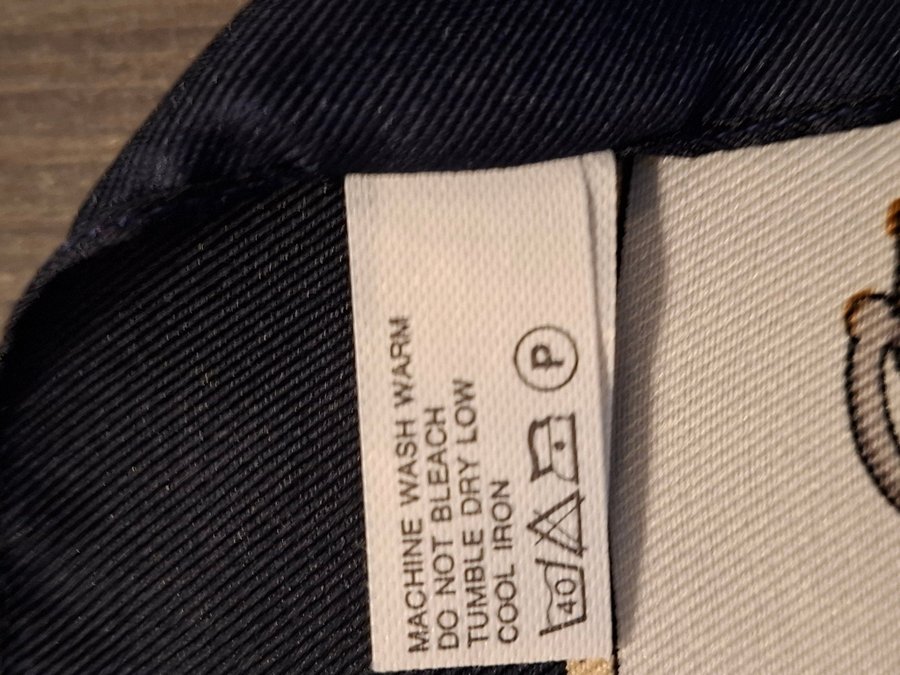 MACHINE WASH WARM
DO NOT BLEACH
TUMBLE DRY LOW
COOL IRON
40 P